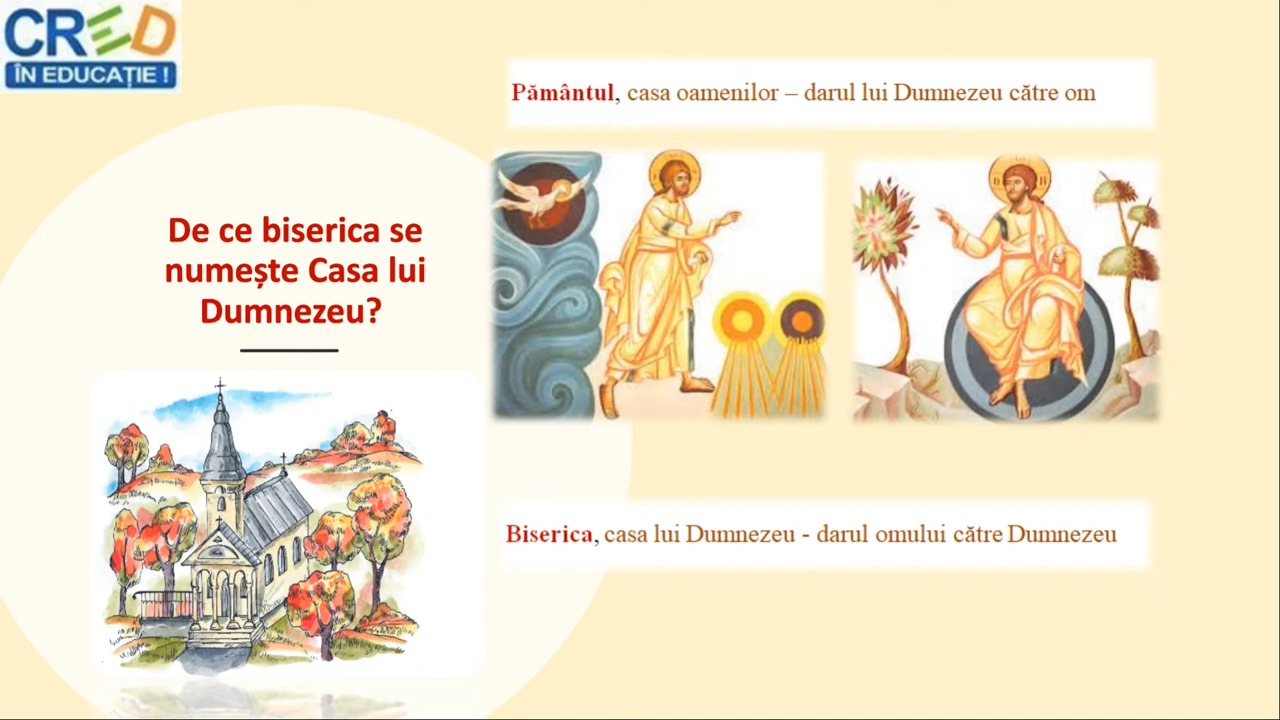 CRED
ÎN EDUCAȚIE !
Pământul, casa oamenilor – darul lui Dumnezeu către om
De ce biserica se
numește Casa lui
Dumnezeu?
Biserica, casa lui Dumnezeu - darul omului către Dumnezeu